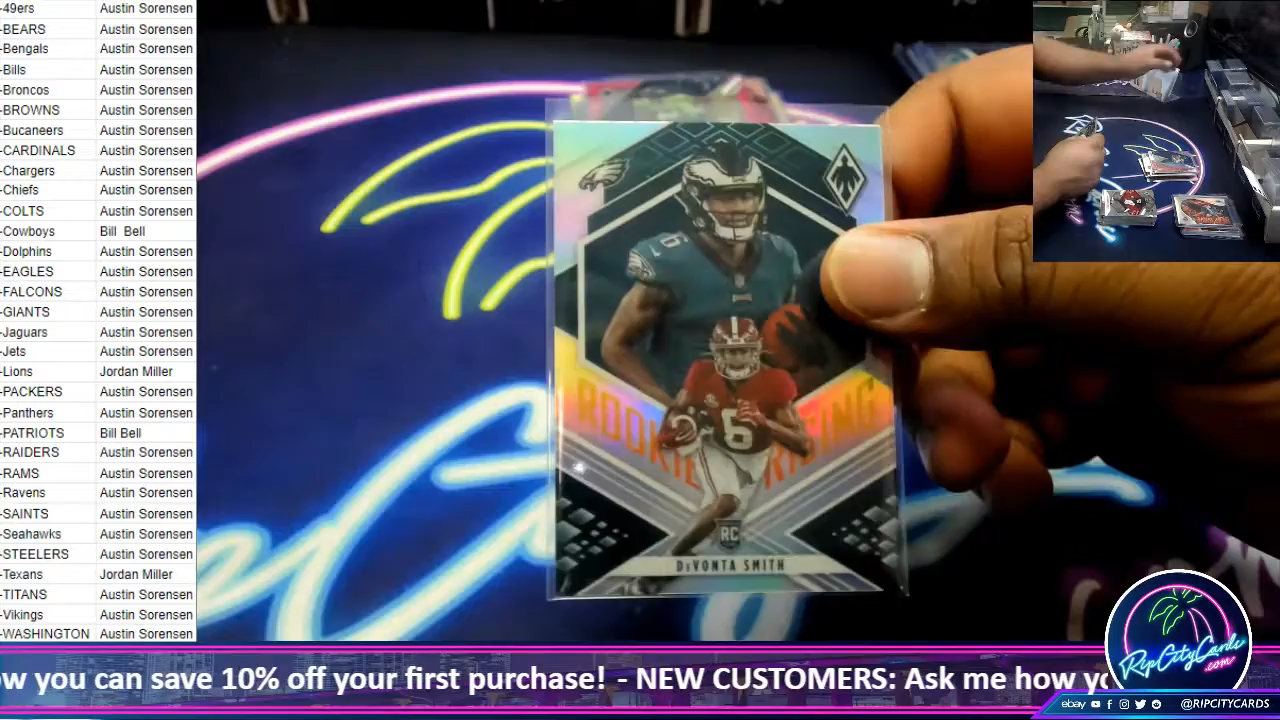 -49ers Austin Sorensen
-BEARS Austin Sorensen
-Bengals Austin Sorensen
-Bills Austin Sorensen
-Broncos Austin Sorensen
-BROWNS Austin Sorensen
-Bucaneers Austin Sorensen
-CARDINALS Austin Sorensen
-Chargers Austin Sorensen
-Chiefs Austin Sorensen
-COLTS Austin Sorensen
-Cowboys Bill Bell
-Dolphins Austin Sorensen
-EAGLES Austin Sorensen
-FALCONS Austin Sorensen
-GIANTS Austin Sorensen
-Jaguars Austin Sorensen
-Jets Austin Sorensen
-Lions Jordan Miller
-PACKERS Austin Sorensen
-Panthers Austin Sorensen
-PATRIOTS Bill Bell
-RAIDERS Austin Sorensen
-RAMS Austin Sorensen
-Ravens Austin Sorensen
-SAINTS Austin Sorensen
-Seahawks Austin Sorensen
-STEELERS Austin Sorensen
-Texans Jordan Miller
-TITANS Austin Sorensen
-Vikings Austin Sorensen
-WASHINGTON Austin Sorensen
6
ROOKIE RISING
6
RC
DEVONTA SMITH
ow you can save 10% off your first purchase! - NEW CUSTOMERS: Ask me how yo
RipCityCards
.com
ebay @RIPCITYCARDS